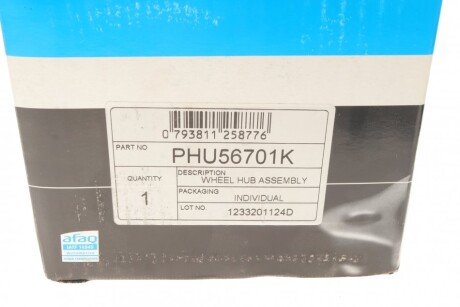 0 793811 258776
PART NO PHU56701K
QUANTITY
1
DESCRIPTION
WHEEL HUB ASSEMBLY
PACKAGING
INDIVIDUAL
LOT NO. 1233201124D
afaq